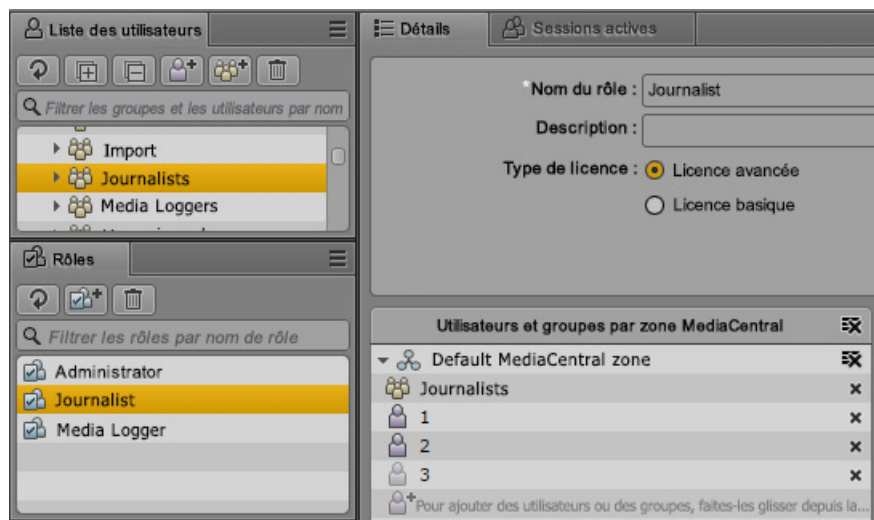 Liste des utilisateurs
Filtrer les groupes et les utilisateurs par nom
Import
Journalists
Media Loggers
Rôles
Filtrer les rôles par nom de rôle
Administrator
Journalist
Media Logger
Détails
Sessions actives
*Nom du rôle : Journalist
Description :
Type de licence : Licence avancée
Licence basique
Utilisateurs et groupes par zone MediaCentral
Default MediaCentral zone
Journalists
1
2
3
Pour ajouter des utilisateurs ou des groupes, faites-les glisser depuis la...